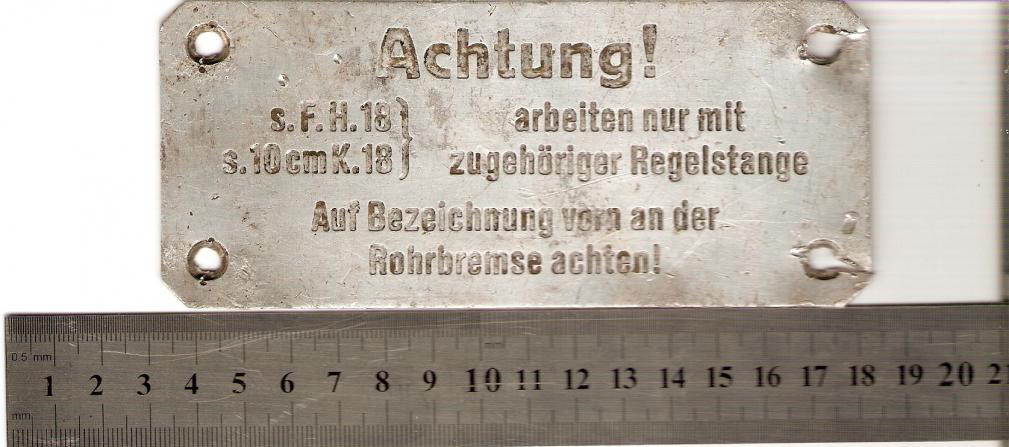 Achtung!
s.F.H.18 } arbeiten nur mit
s.10cm K.18 } zugehöriger Regelstange
Auf Bezeichnung vorn an der
Rohrbremse achten!
0.5 mm
1 2 3 4 5 6 7 8 9 10 11 12 13 14 15 16 17 18 19 20
mm